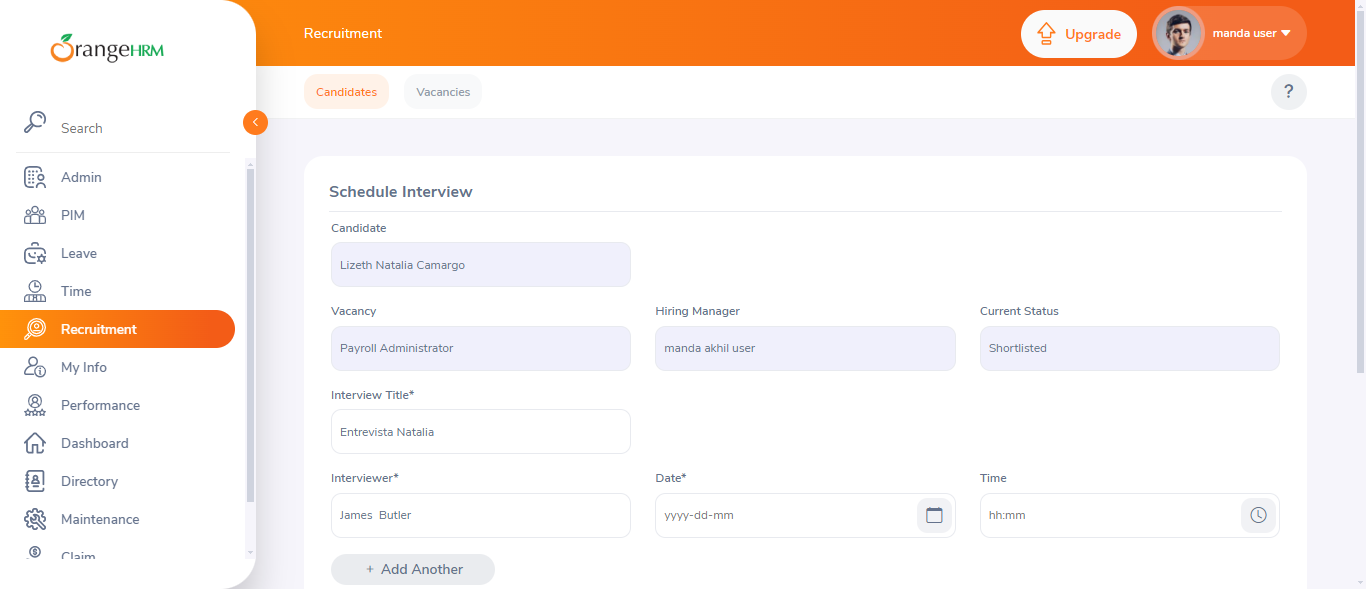 OrangeHRM
Recruitment
Upgrade
manda user
Candidates
Vacancies
?
Search
Admin
PIM
Leave
Time
Recruitment
My Info
Performance
Dashboard
Directory
Maintenance
Claim
Schedule Interview
Candidate
Lizeth Natalia Camargo
Vacancy
Hiring Manager
Current Status
Payroll Administrator
manda akhil user
Shortlisted
Interview Title*
Entrevista Natalia
Interviewer*
Date*
Time
James  Butler
yyyy-dd-mm
hh:mm
+ Add Another